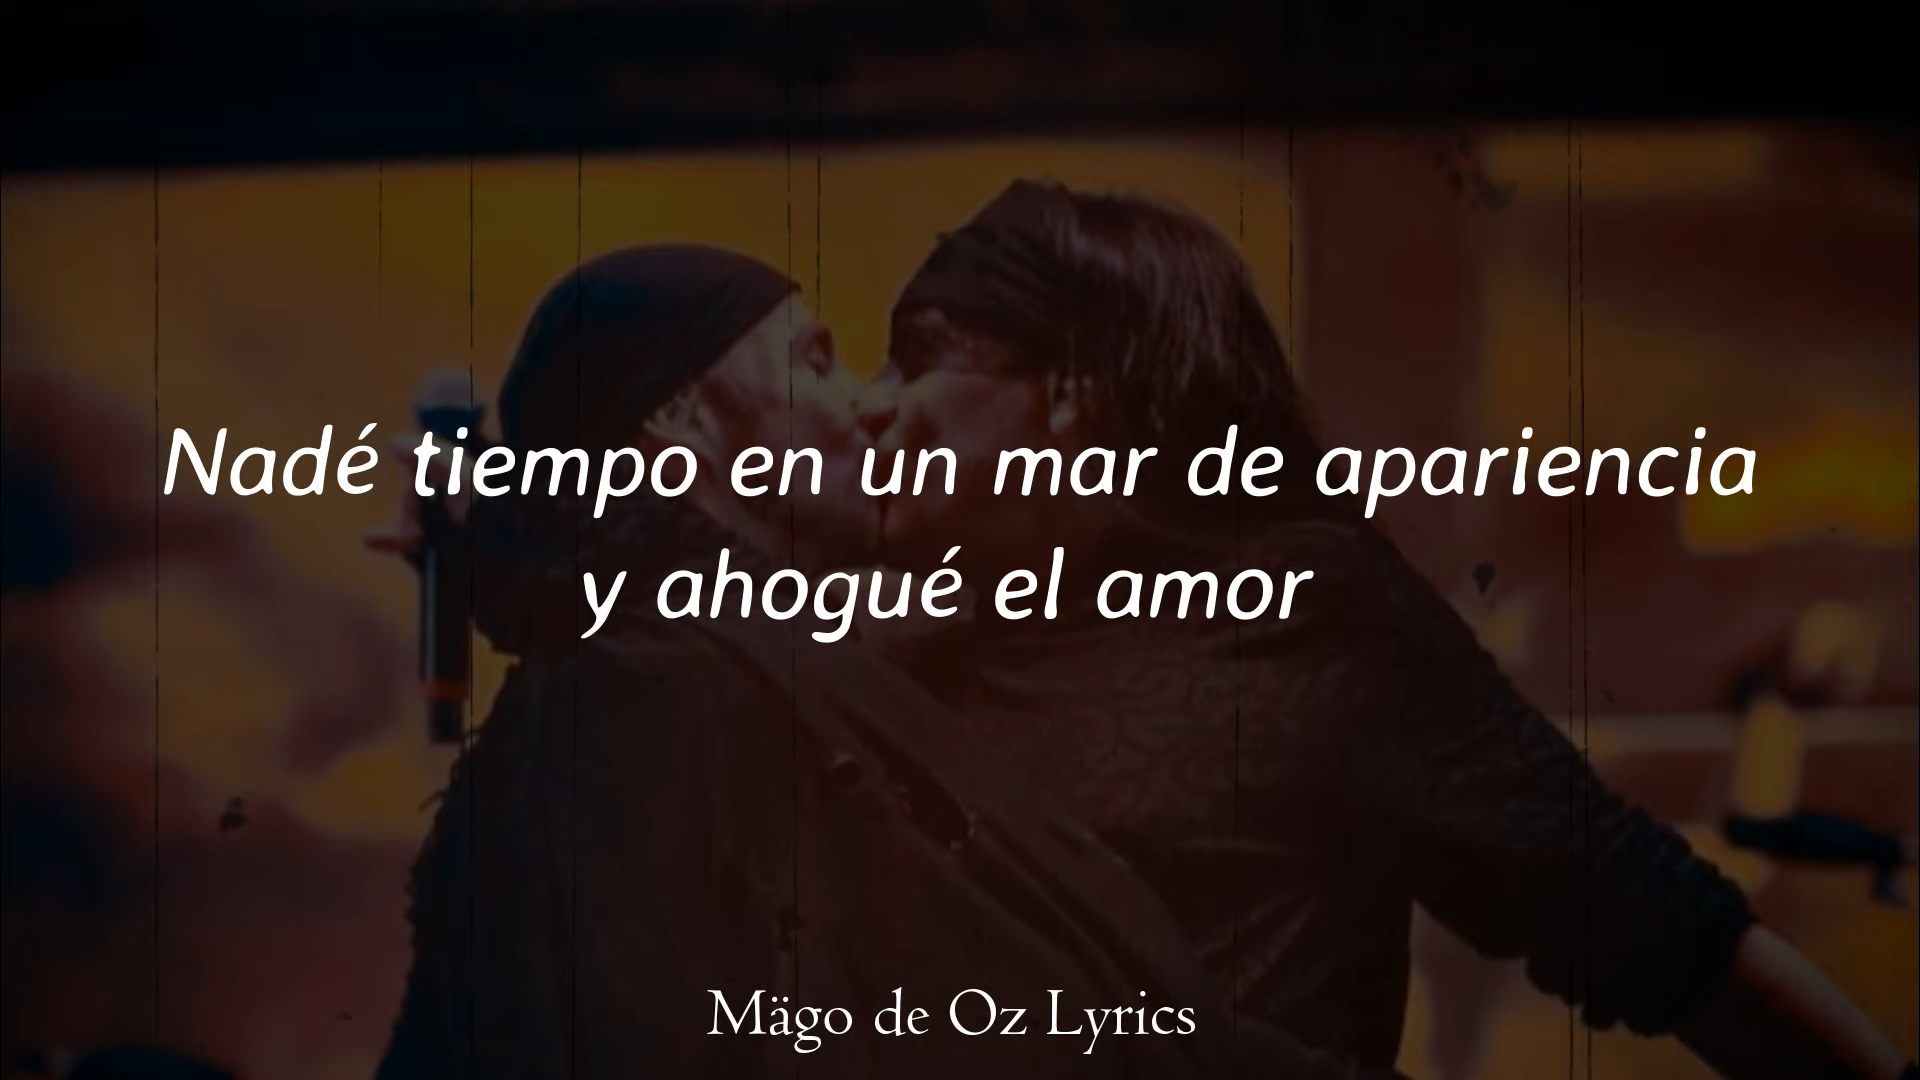 Nadé tiempo en un mar de apariencia
y ahogué el amor
Mägo de Oz Lyrics